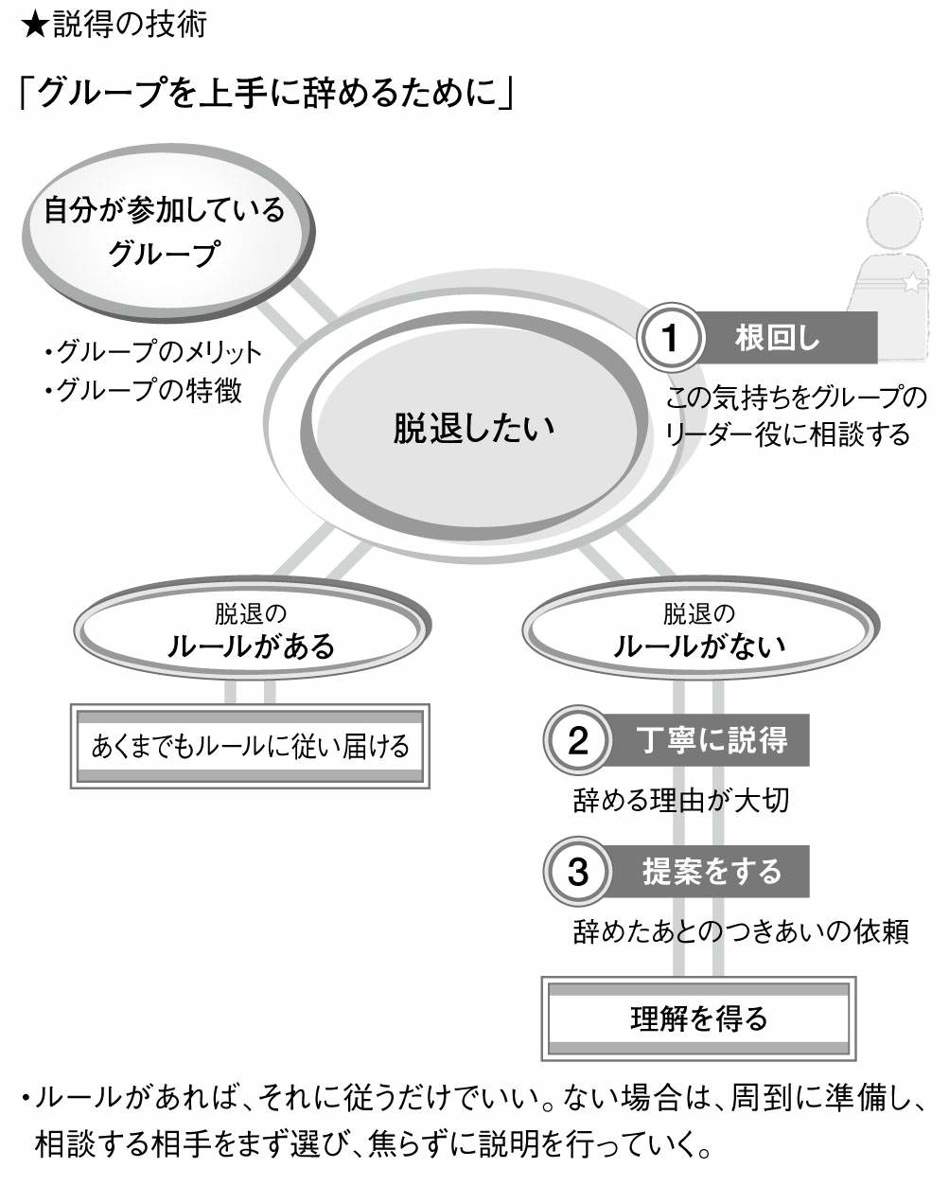 ★説得の技術
「グループを上手に辞めるために」
自分が参加している
グループ
・グループのメリット
・グループの特徴
脱退したい
1 根回し
この気持ちをグループの
リーダー役に相談する
脱退の
ルールがある
あくまでもルールに従い届ける
脱退の
ルールがない
2 丁寧に説得
辞める理由が大切
3 提案をする
辞めたあとのつきあいの依頼
理解を得る
・ルールがあれば、それに従うだけでいい。ない場合は、周到に準備し、
相談する相手をまず選び、焦らずに説明を行っていく。